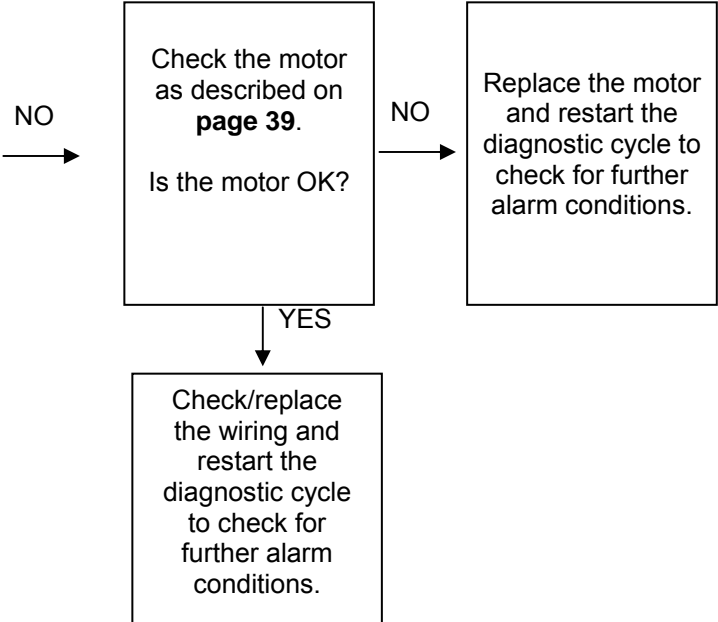 NO
Check the motor
as described on
page 39.
Is the motor OK?
NO
Replace the motor
and restart the
diagnostic cycle to
check for further
alarm conditions.
YES
Check/replace
the wiring and
restart the
diagnostic cycle
to check for
further alarm
conditions.